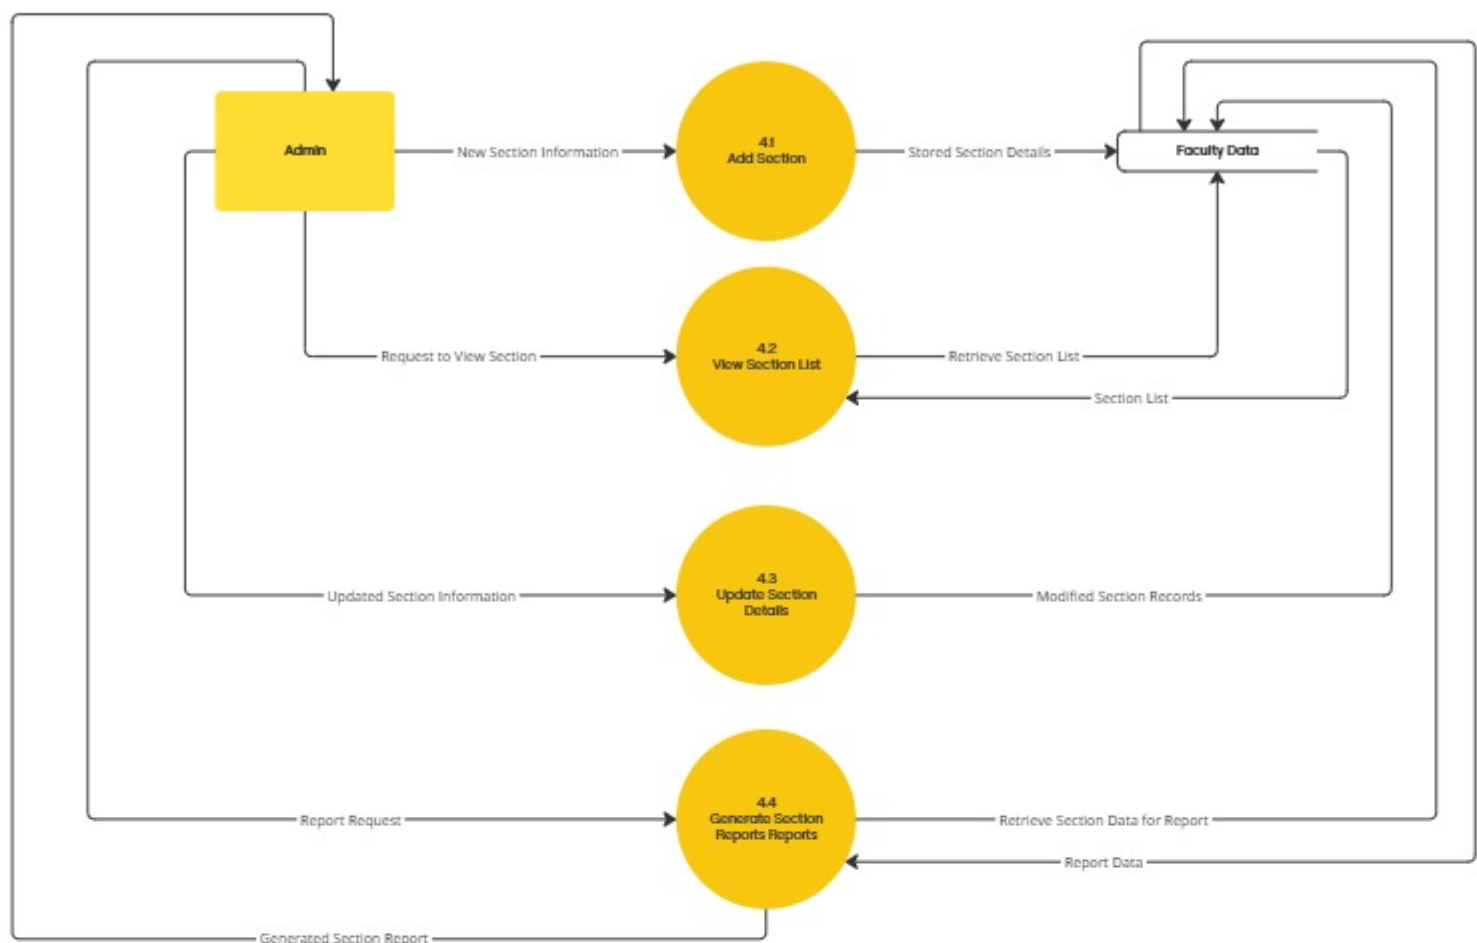 Admin
New Section Information
4.1
Add Section
Stored Section Details
Faculty Data
Request to View Section
4.2
View Section List
Retrieve Section List
Section List
Updated Section Information
4.3
Update Section
Details
Modified Section Records
Report Request
4.4
Generate Section
Reports Reports
Retrieve Section Data for Report
Report Data
Generated Section Report